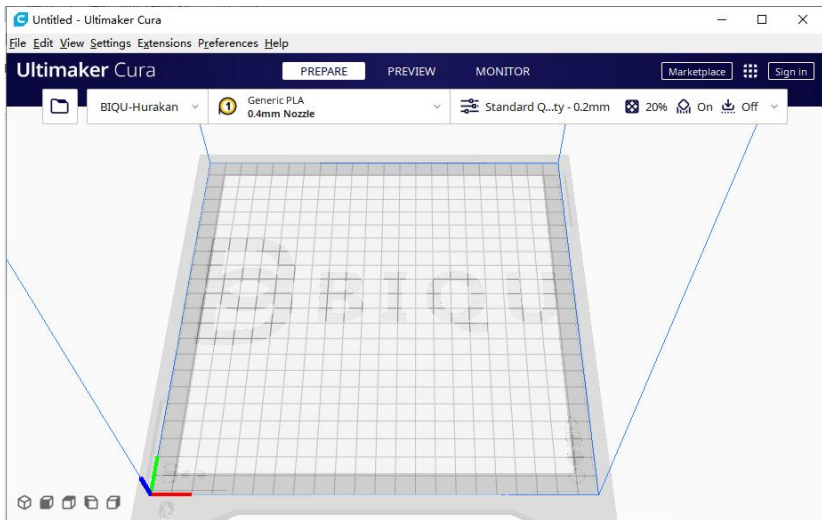 Untitled - Ultimaker Cura
File Edit View Settings Extensions Preferences Help
Ultimaker Cura PREPARE PREVIEW MONITOR Marketplace Sign in
BIQU-Hurakan 1 Generic PLA
0.4mm Nozzle
Standard Q...ty - 0.2mm 20% On Off
BIQU